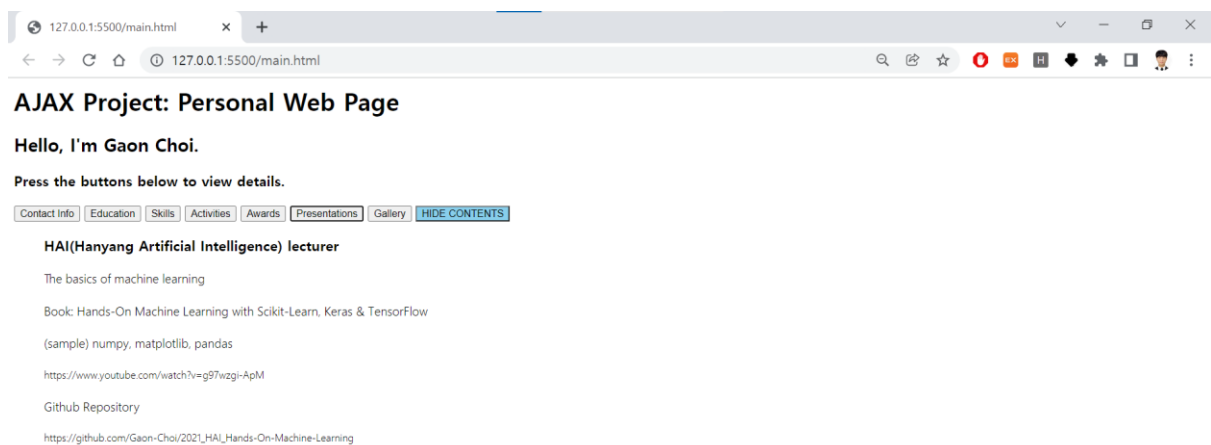 127.0.0.1:5500/main.html
127.0.0.1:5500/main.html
EX
H
AJAX Project: Personal Web Page
Hello, I'm Gaon Choi.
Press the buttons below to view details.
Contact Info Education Skills Activities Awards Presentations Gallery HIDE CONTENTS
HAI(Hanyang Artificial Intelligence) lecturer
The basics of machine learning
Book: Hands-On Machine Learning with Scikit-Learn, Keras & TensorFlow
(sample) numpy, matplotlib, pandas
https://www.youtube.com/watch?v=g97wzgi-ApM
Github Repository
https://github.com/Gaon-Choi/2021_HAI_Hands-On-Machine-Learning